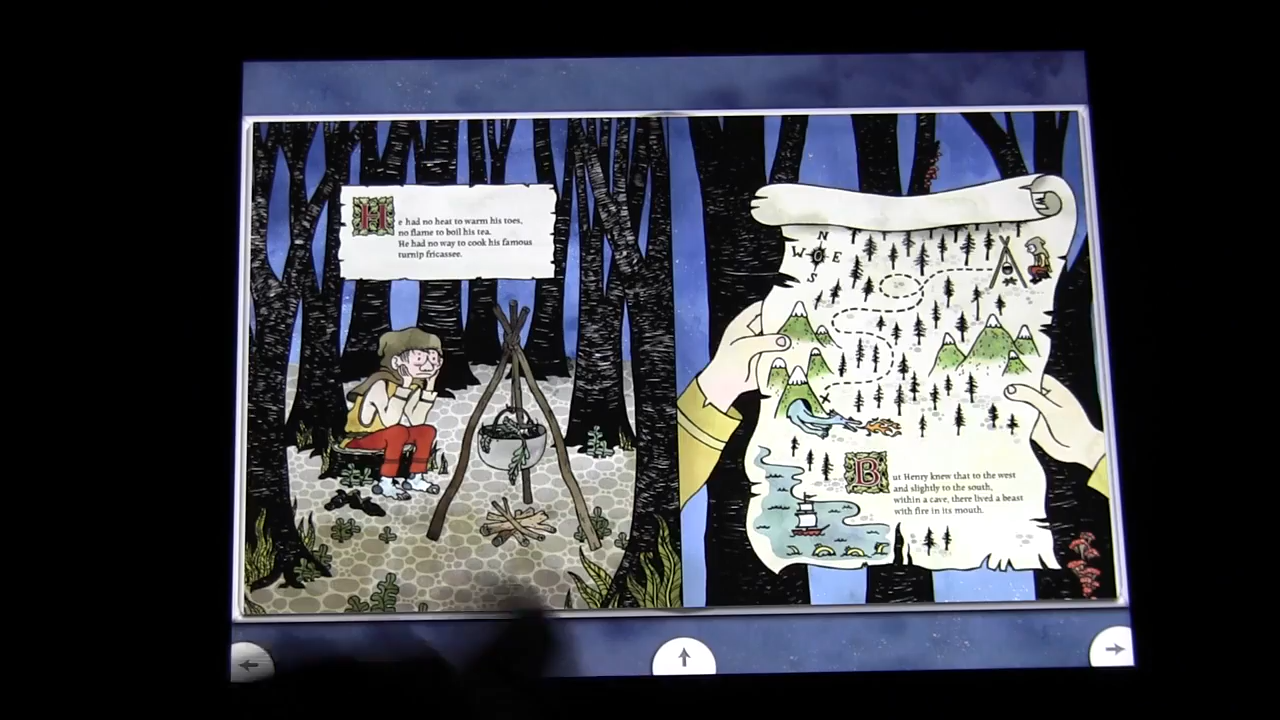 He had no heat to warm his toes,
no flame to boil his tea.
He had no way to cook his famous
turnip fricassee.
N
W E
S
x
But Henry knew that to the west
and slightly to the south,
within a cave, there lived a beast
with fire in its mouth.